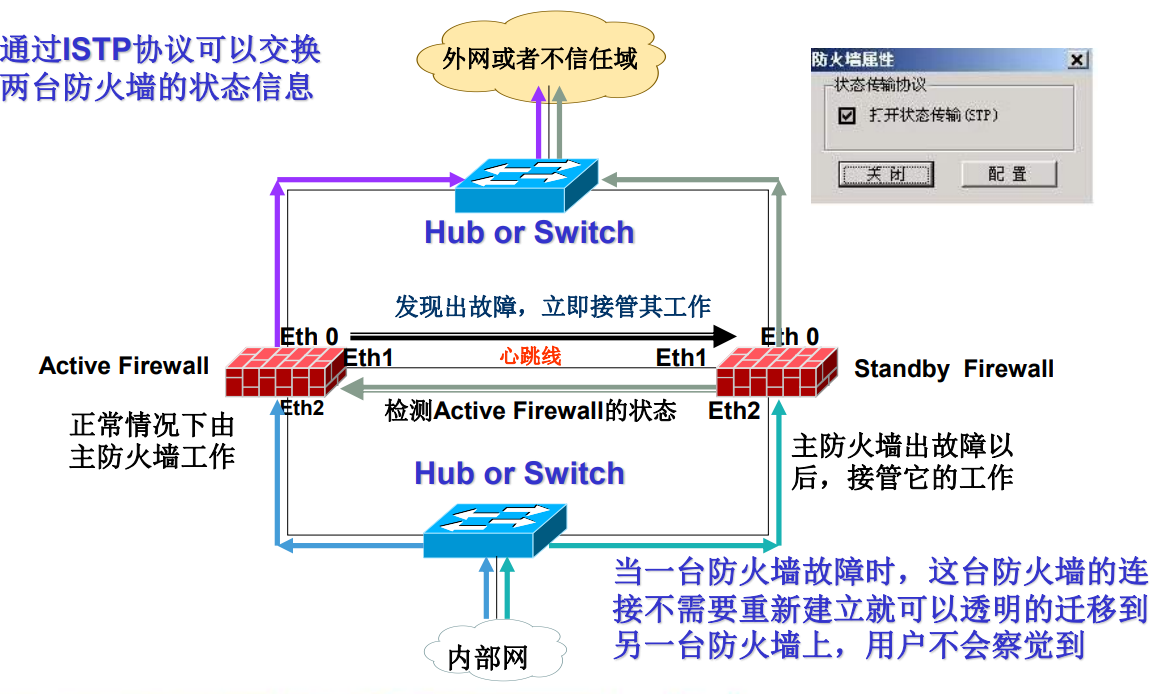 通过ISTP协议可以交换
两台防火墙的状态信息
外网或者不信任域
防火墙属性
状态传输协议
打开状态传输(STP)
关闭
配置
Hub or Switch
发现出故障，立即接管其工作
Eth 0
Eth 0
Active Firewall
Eth1
心跳线
Eth1
Standby Firewall
Eth2
检测Active Firewall的状态
Eth2
正常情况下由
主防火墙工作
主防火墙出故障以
后，接管它的工作
Hub or Switch
当一台防火墙故障时，这台防火墙的连
接不需要重新建立就可以透明的迁移到
另一台防火墙上，用户不会察觉到
内部网